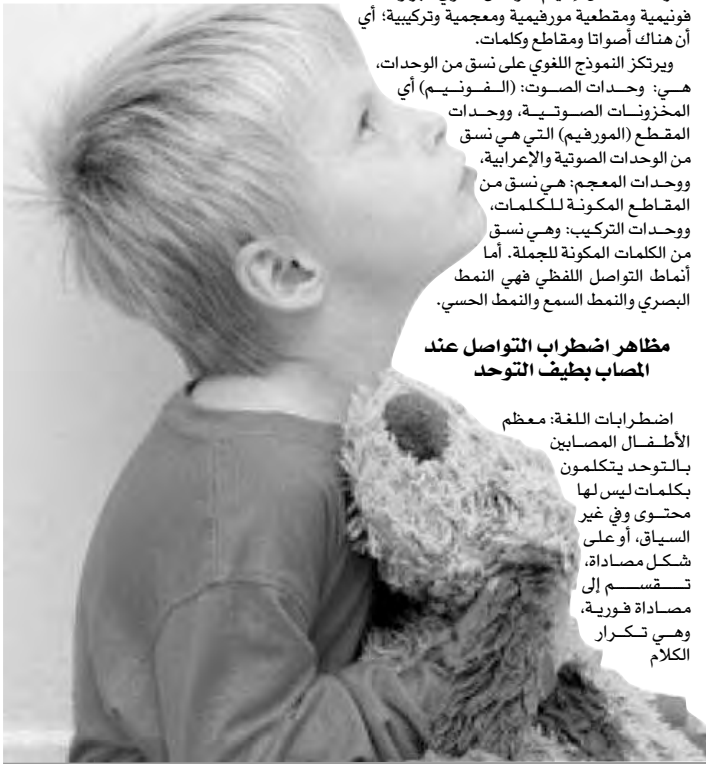 فونيمية ومقطعية مورفيمية ومعجمية وتركيبية؛ أي
أن هناك أصواتا ومقاطع وكلمات.
ويرتكز النموذج اللغوي على نسق من الوحدات،
هي: وحدات الصوت: (الفونيم) أي
المخزونات الصوتية، ووحدات
المقطع (المورفيم) التي هي نسق
من الوحدات الصوتية والإعرابية،
ووحدات المعجم: هي نسق من
المقاطع المكونة للكلمات،
ووحدات التركيب: وهي نسق
من الكلمات المكونة للجملة. أما
أنماط التواصل اللفظي فهي النمط
البصري والنمط السمع والنمط الحسي.
مظاهر اضطراب التواصل عند
المصاب بطيف التوحد
اضطرابات اللغة: معظم
الأطفال المصابين
بالتوحد يتكلمون
بكلمات ليس لها
محتوى وفي غير
السياق، أو على
شكل مصاداة،
تقسم إلى
مصاداة فورية،
وهي تكرار
الكلام